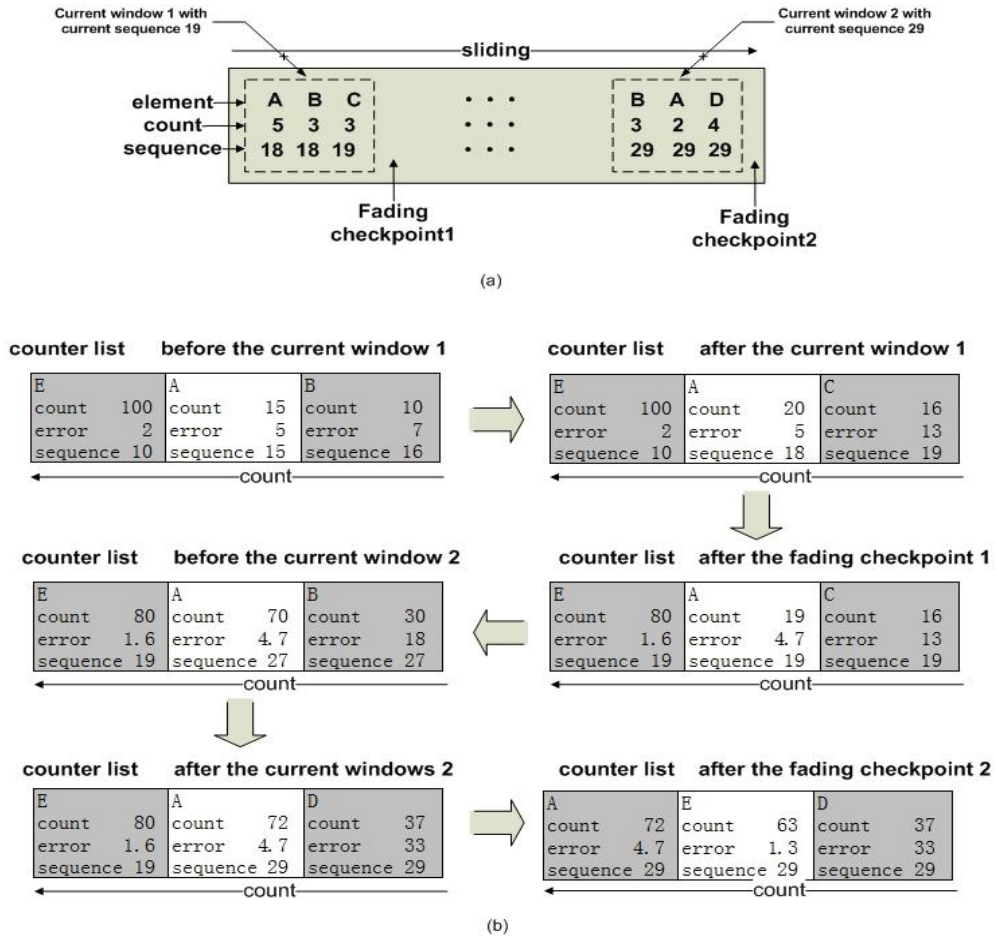 Current window 1 with
current sequence 19
Current window 2 with
current sequence 29
sliding
element A B C • • • B A D
count 5 3 3 • • • 3 2 4
sequence 18 18 19 • • • 29 29 29
Fading
checkpoint1
Fading
checkpoint2
(a)
counter list before the current window 1
E A B
count 100 count 15 count 10
error 2 error 5 error 7
sequence 10 sequence 15 sequence 16
count
counter list after the current window 1
E A C
count 100 count 20 count 16
error 2 error 5 error 13
sequence 10 sequence 18 sequence 19
count
counter list before the current window 2
E A B
count 80 count 70 count 30
error 1.6 error 4.7 error 18
sequence 19 sequence 27 sequence 27
count
counter list after the fading checkpoint 1
E A C
count 80 count 19 count 16
error 1.6 error 4.7 error 13
sequence 19 sequence 19 sequence 19
count
counter list after the current windows 2
E A D
count 80 count 72 count 37
error 1.6 error 4.7 error 33
sequence 19 sequence 29 sequence 29
count
counter list after the fading checkpoint 2
A E D
count 72 count 63 count 37
error 4.7 error 1.3 error 33
sequence 29 sequence 29 sequence 29
count
(b)